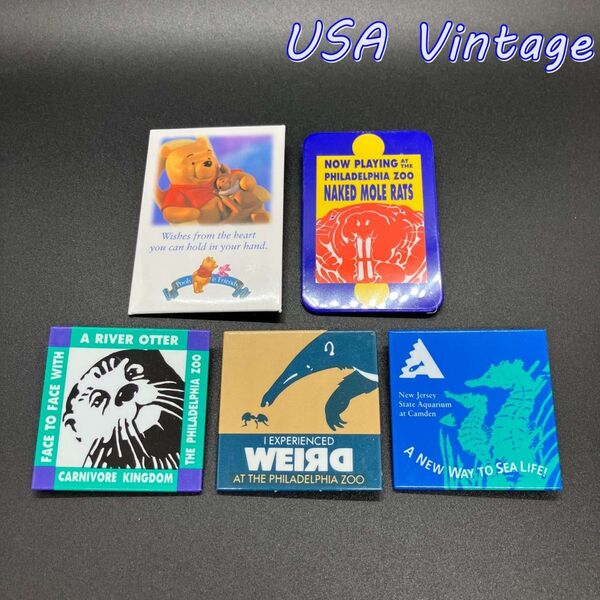 USA Vintage
Wishes from the heart
you can hold in your hand.
Pooh & Friends
NOW PLAYING AT THE
PHILADELPHIA ZOO
NAKED MOLE RATS
A RIVER OTTER
FACE TO FACE WITH
THE PHILADELPHIA ZOO
CARNIVORE KINGDOM
I EXPERIENCED
WEIRD
AT THE PHILADELPHIA ZOO
New Jersey
State Aquarium
at Camden
A NEW WAY TO SEA LIFE!